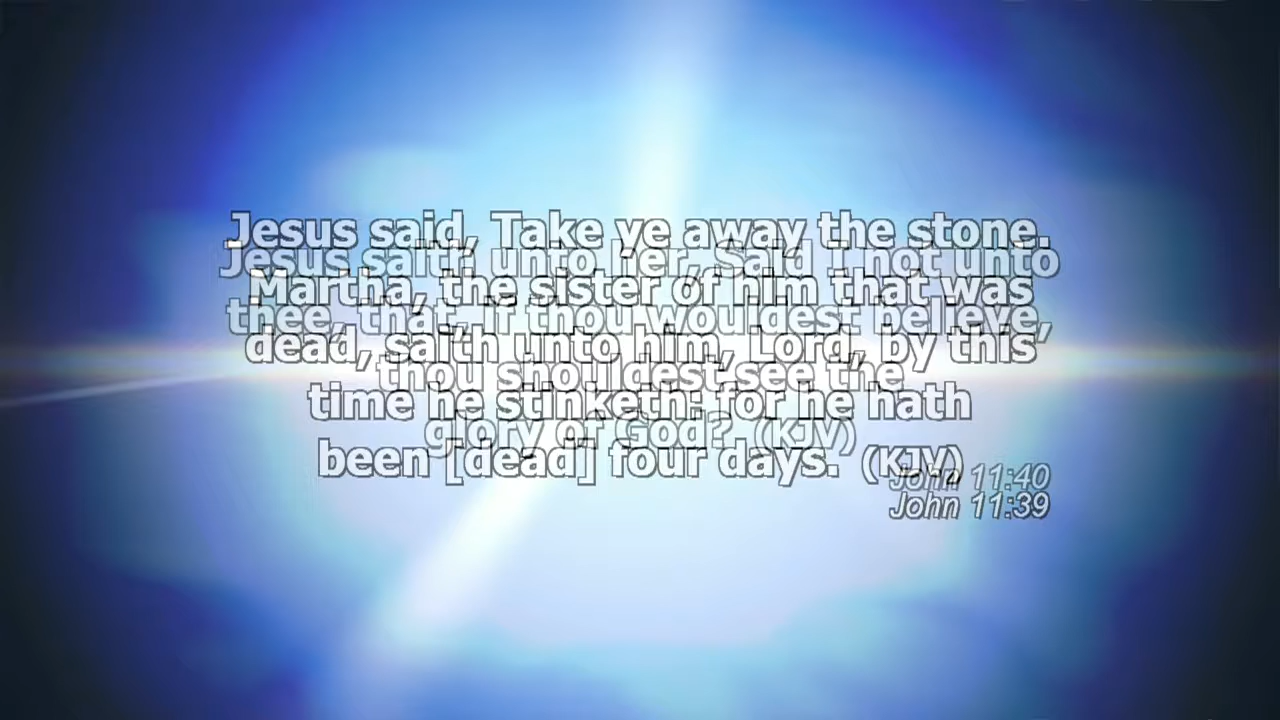 Jesus said, Take ye away the stone.
Martha, the sister of him that was
dead, saith unto him, Lord, by this
time he stinketh: for he hath
been [dead] four days. (KJV)
John 11:39
Jesus saith unto her, Said I not unto
thee, that, if thou wouldest believe,
thou shouldest see the
glory of God? (KJV)
John 11:40